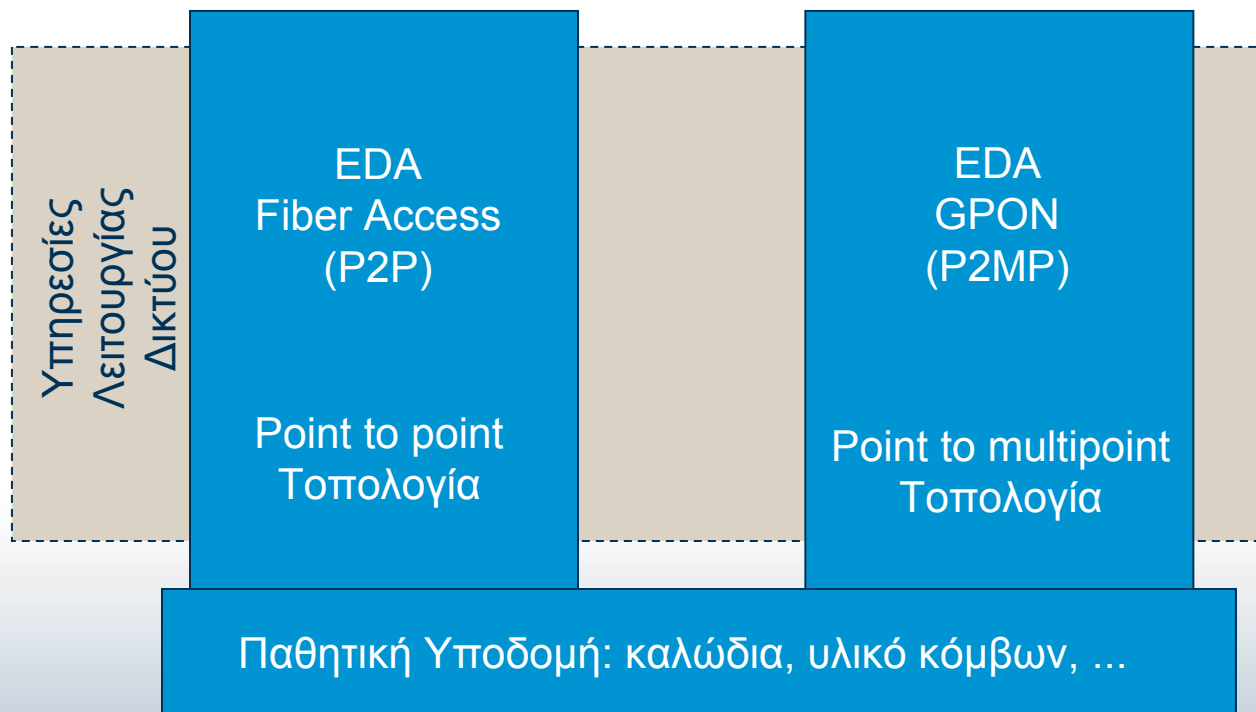 Υπηρεσίες
Λειτουργίας
Δικτύου
EDA
Fiber Access
(P2P)
Point to point
Τοπολογία
EDA
GPON
(P2MP)
Point to multipoint
Τοπολογία
Παθητική Υποδομή: καλώδια, υλικό κόμβων, ...